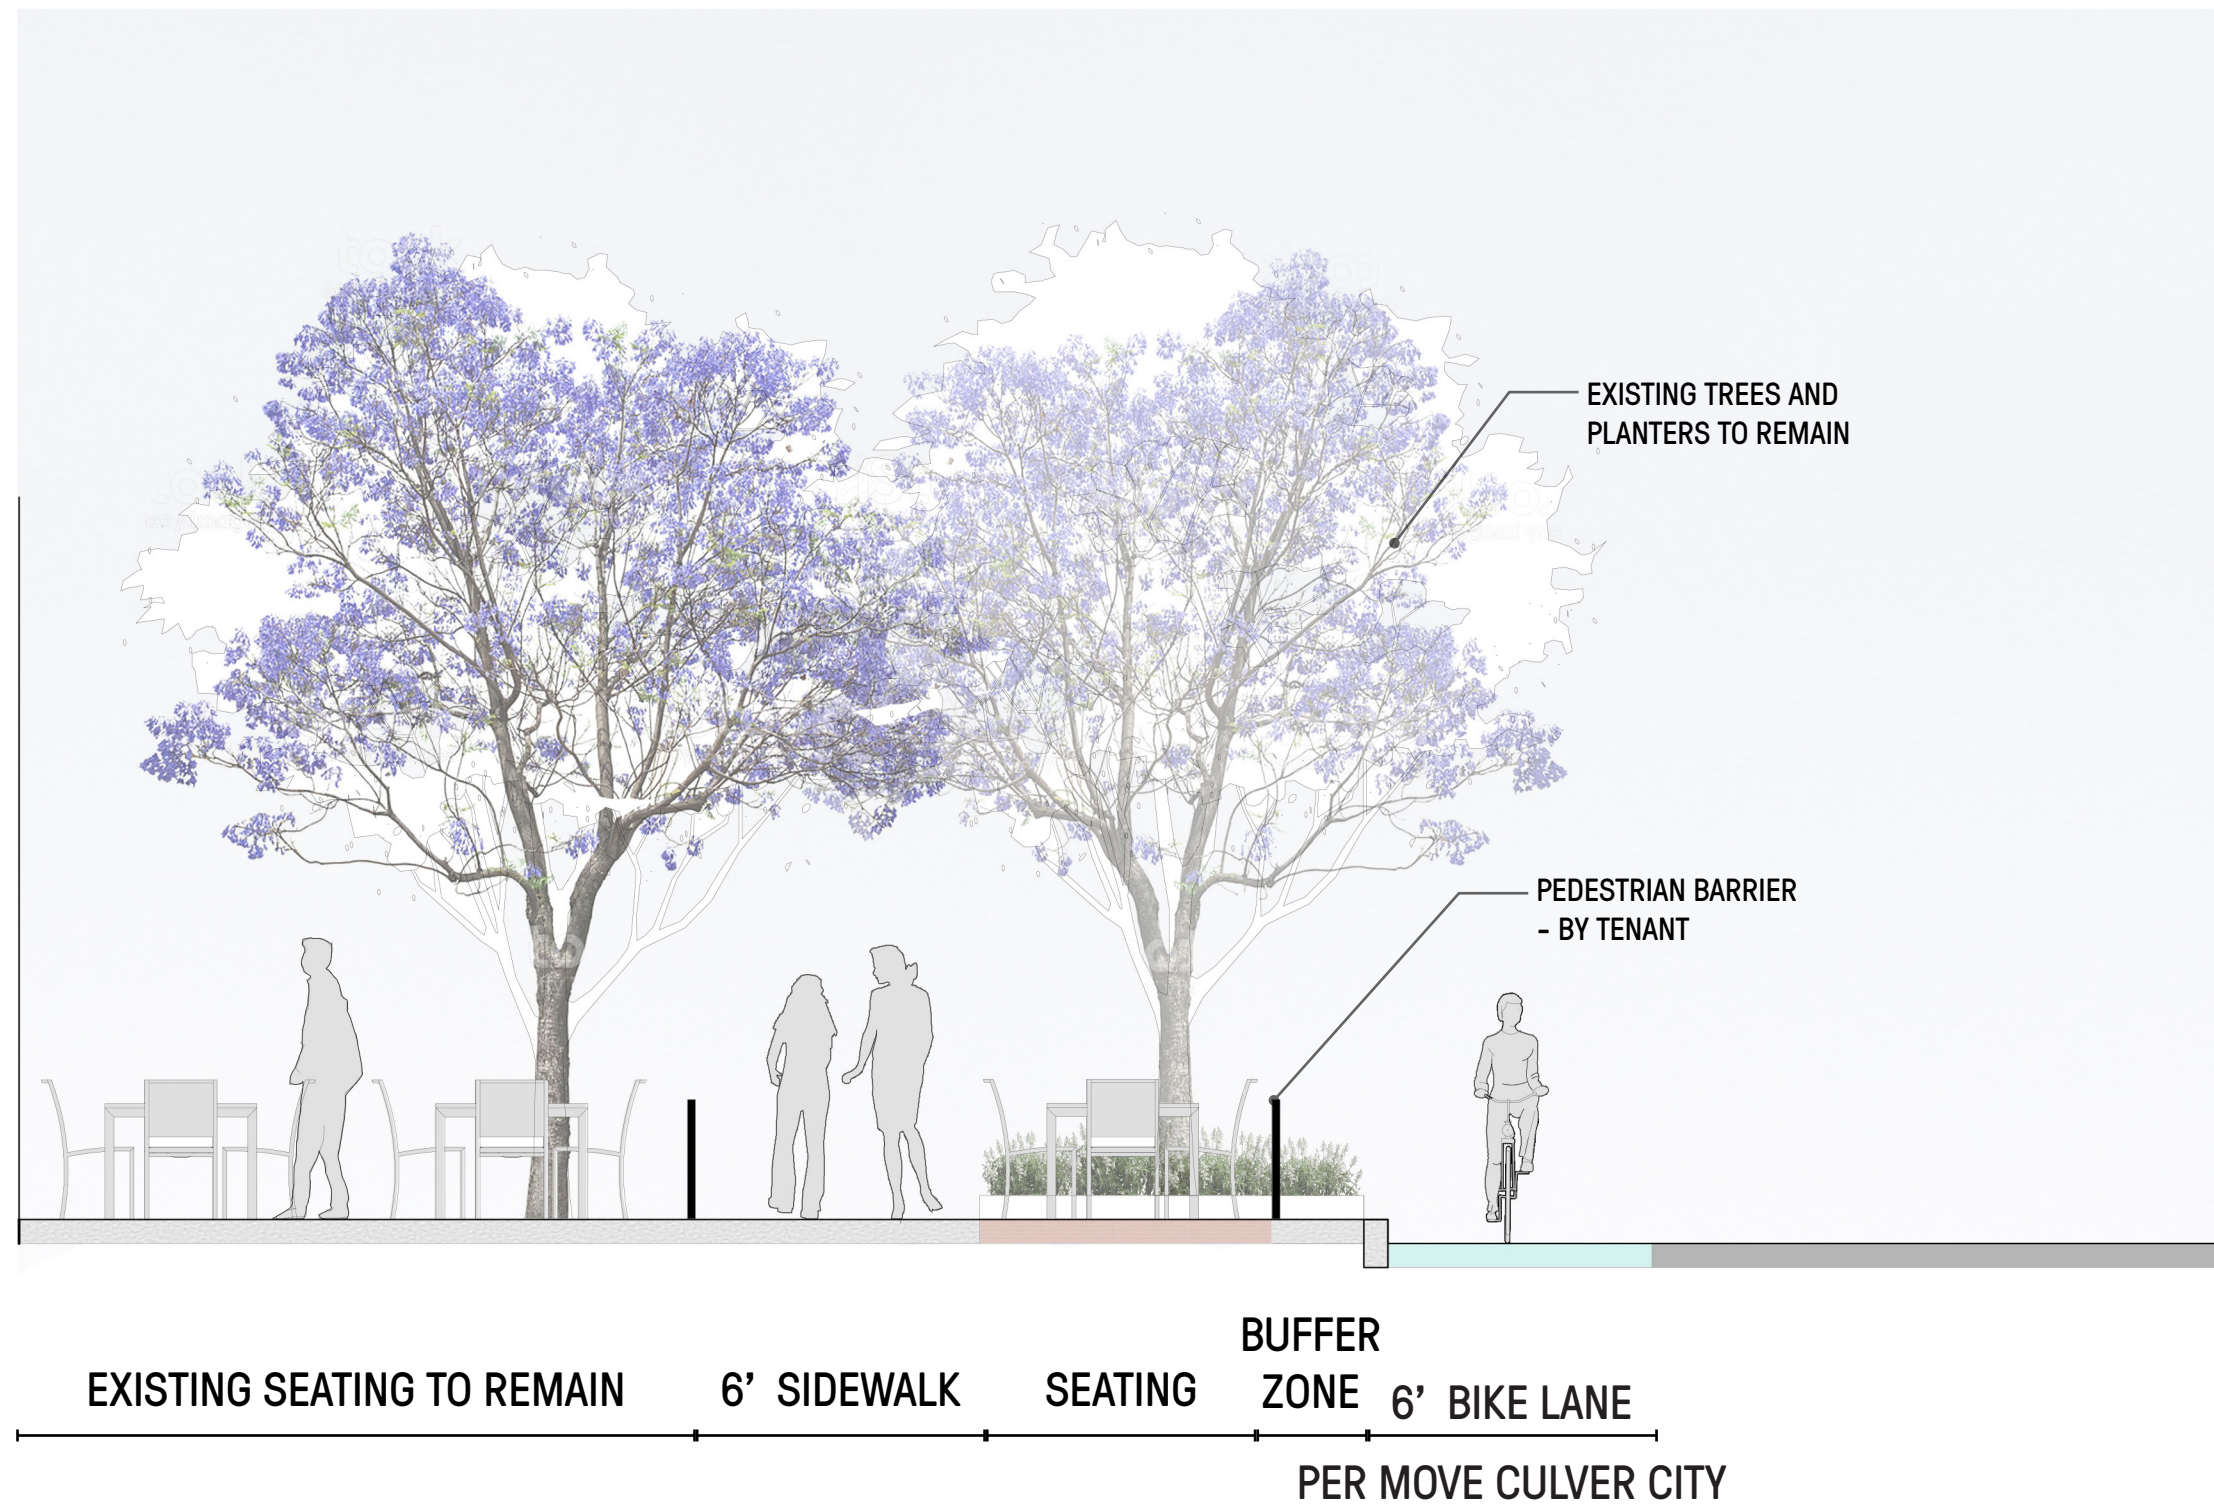 EXISTING TREES AND
PLANTERS TO REMAIN
PEDESTRIAN BARRIER
- BY TENANT
EXISTING SEATING TO REMAIN
6’ SIDEWALK
SEATING
BUFFER
ZONE
6’ BIKE LANE
PER MOVE CULVER CITY